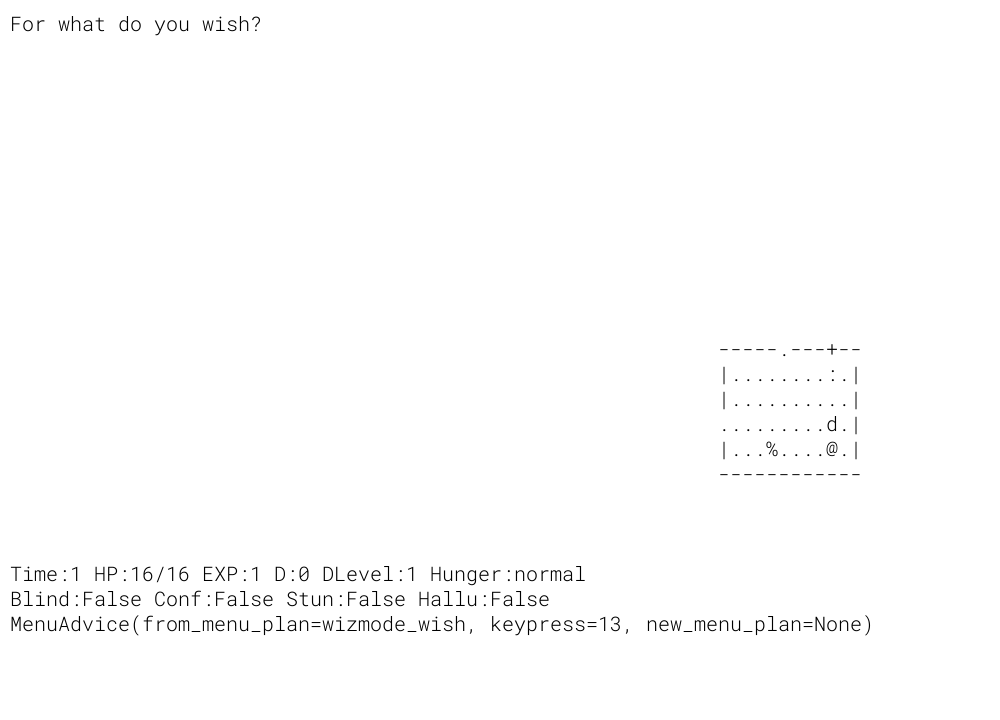 For what do you wish?
-----.---+--
|........:.|
|..........|
.........d.|
|...%....@.|
------------
Time:1 HP:16/16 EXP:1 D:0 DLevel:1 Hunger:normal
Blind:False Conf:False Stun:False Hallu:False
MenuAdvice(from_menu_plan=wizmode_wish, keypress=13, new_menu_plan=None)